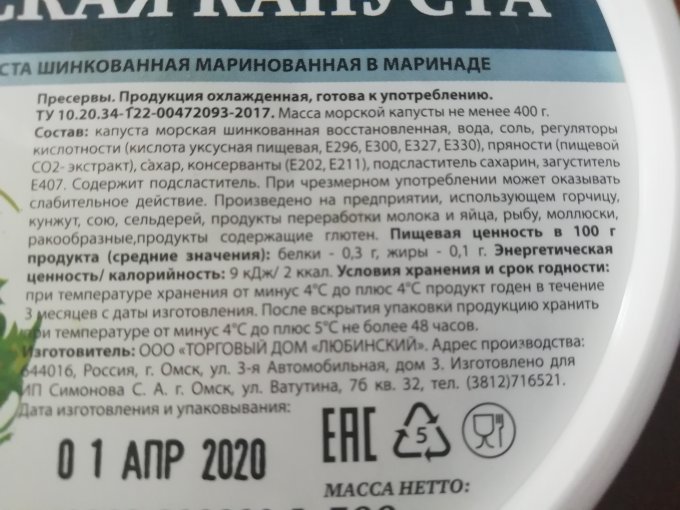 СКАЯ КАПУСТА
СТА ШИНКОВАННАЯ МАРИНОВАННАЯ В МАРИНАДЕ
Пресервы. Продукция охлажденная, готова к употреблению.
ТУ 10.20.34-122-00472093-2017. Масса морской капусты не менее 400 г.
Состав: капуста морская шинкованная восстановленная, вода, соль, регуляторы
кислотности (кислота уксусная пищевая, Е296, Е300, Е327, Е330), пряности (пищевой
СО2- экстракт), сахар, консерванты (Е202, Е211), подсластитель сахарин, загуститель
Е407. Содержит подсластитель. При чрезмерном употреблении может оказывать
слабительное действие. Произведено на предприятии, использующем горчицу,
кунжут, сою, сельдерей, продукты переработки молока и яйца, рыбу, моллюски,
ракообразные,продукты содержащие глютен. Пищевая ценность в 100 г
продукта (средние значения): белки - 0,3 г, жиры - 0,1 г. Энергетическая
ценность/ калорийность: 9 кДж/ 2 ккал. Условия хранения и срок годности:
при температуре хранения от минус 4°С до плюс 4°С продукт годен в течение
3 месяцев с даты изготовления. После вскрытия упаковки продукцию хранить
при температуре от минус 4°С до плюс 5°С не более 48 часов.
Изготовитель: ООО «ТОРГОВЫЙ ДОМ «ЛЮБИНСКИЙ». Адрес производства:
644016, Россия, г. Омск, ул. 3-я Автомобильная, дом 3. Изготовлено для
ИП Симонова С. А. г. Омск, ул. Ватутина, 7б кв. 32, тел. (3812)716521.
Дата изготовления и упаковывания:
0 1 АПР 2020
ЕАС 5
МАССА НЕТТО: